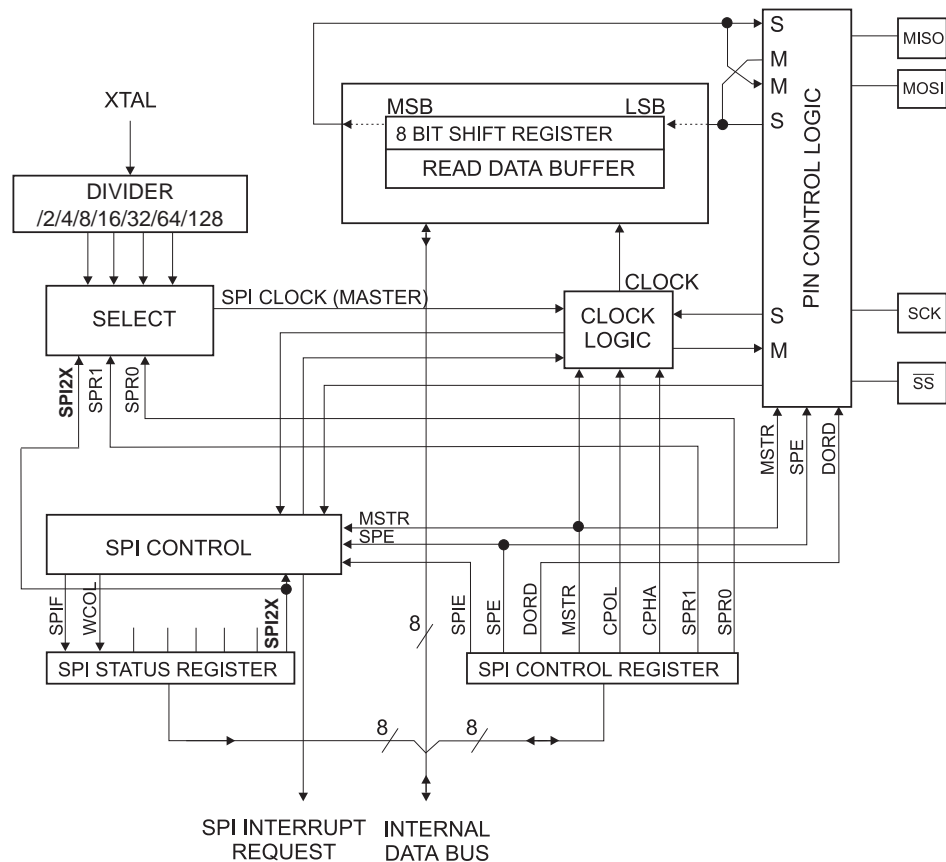 S
M
M
S
MISO
MOSI
PIN CONTROL LOGIC
XTAL
MSB
LSB
8 BIT SHIFT REGISTER
READ DATA BUFFER
DIVIDER
/2/4/8/16/32/64/128
SPI CLOCK (MASTER)
CLOCK
SELECT
CLOCK
LOGIC
S
M
SCK
SS
SPI2X
SPR1
SPR0
MSTR
SPE
DORD
MSTR
SPE
SPI CONTROL
SPIF
WCOL
SPI2X
8
SPIE
SPE
DORD
MSTR
CPOL
CPHA
SPR1
SPR0
SPI STATUS REGISTER
SPI CONTROL REGISTER
8
8
SPI INTERRUPT
REQUEST
INTERNAL
DATA BUS